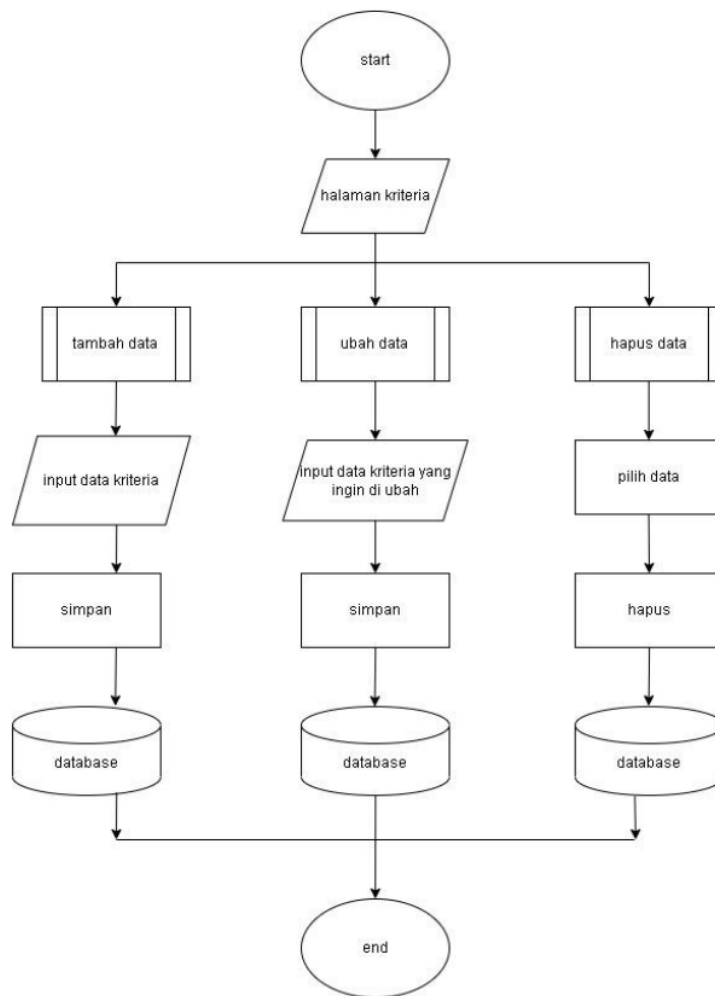 start
halaman kriteria
tambah data
ubah data
hapus data
input data kriteria
input data kriteria yang
ingin di ubah
pilih data
simpan
simpan
hapus
database
database
database
end